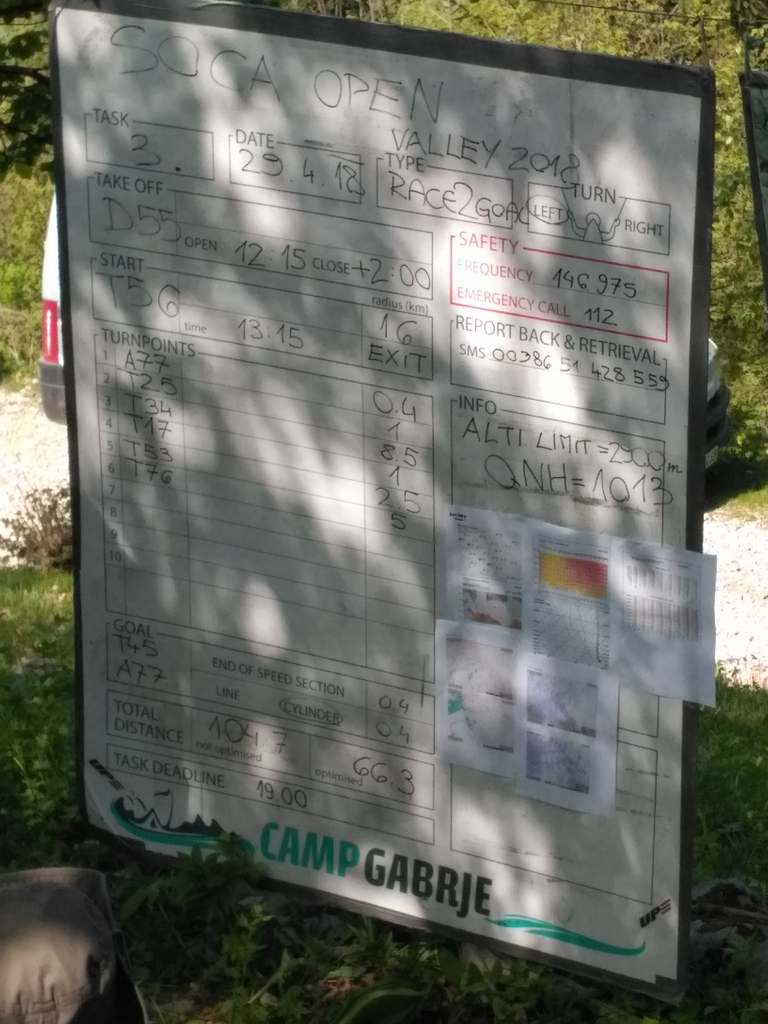 SOCA OPEN
VALLEY 2018
TASK
3.
DATE
29.4.18
TYPE
RACE2GOAL
TURN
LEFT
RIGHT
TAKE OFF
D55
OPEN 12:15 CLOSE +2:00
SAFETY
FREQUENCY 146.975
EMERGENCY CALL 112
START
T56
time 13:15
radius (km)
16
EXIT
REPORT BACK & RETRIEVAL
SMS 00386 51 428 559
TURNPOINTS
1 A77 0.4
2 T25 1
3 T34 8.5
4 T17 1
5 T53 2.5
6 T76 5
7
8
9
10
INFO
ALTI. LIMIT = 2900 m
QNH = 1013
GOAL
T45
A77
END OF SPEED SECTION 0.4
LINE CYLINDER 0.4
TOTAL DISTANCE
104.7
not optimised
optimised
66.3
TASK DEADLINE 19.00
UP
CAMP GABRJE
UP